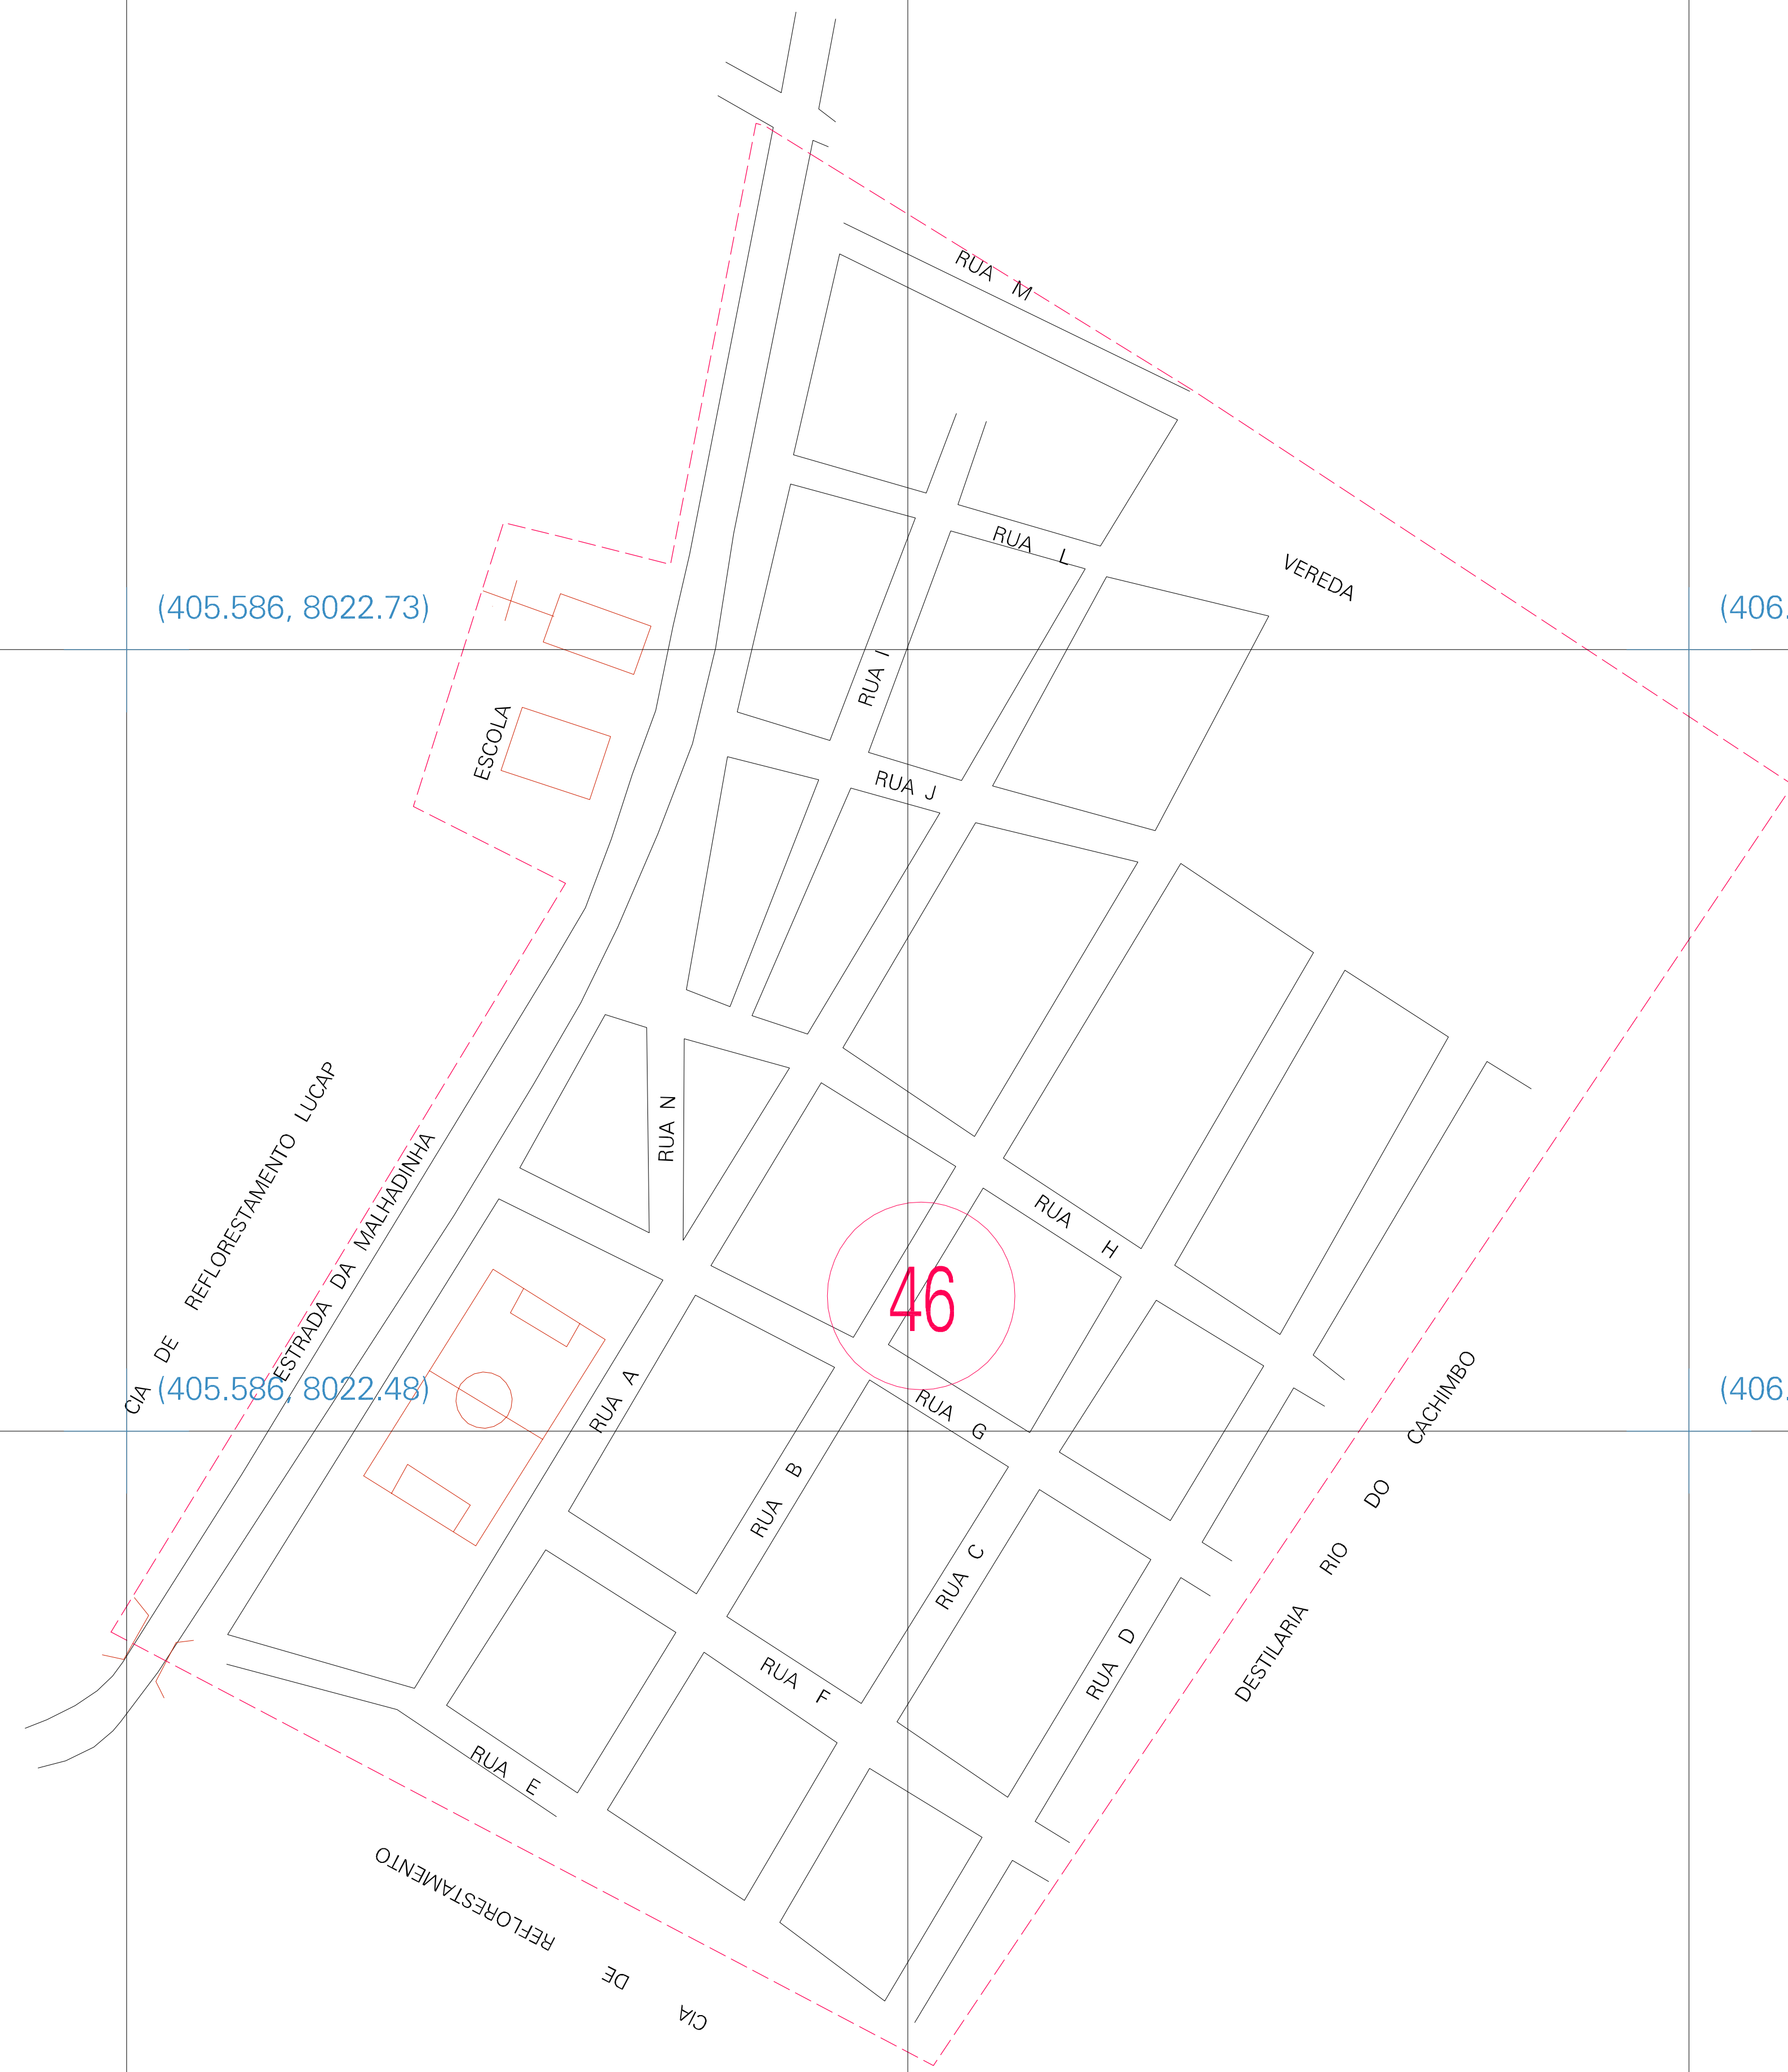 RUA M
RUA L
VEREDA
(405.586, 8022.73)
(406.
RUA I
ESCOLA
RUA J
RUA N
CIA DE REFLORESTAMENTO LUCAP
ESTRADA DA MALHADINHA
RUA H
46
(405.586, 8022.48)
(406.
RUA A
RUA G
RUA B
RUA C
RUA D
DESTILARIA RIO DO CACHIMBO
RUA F
RUA E
CIA DE REFLORESTAMENTO